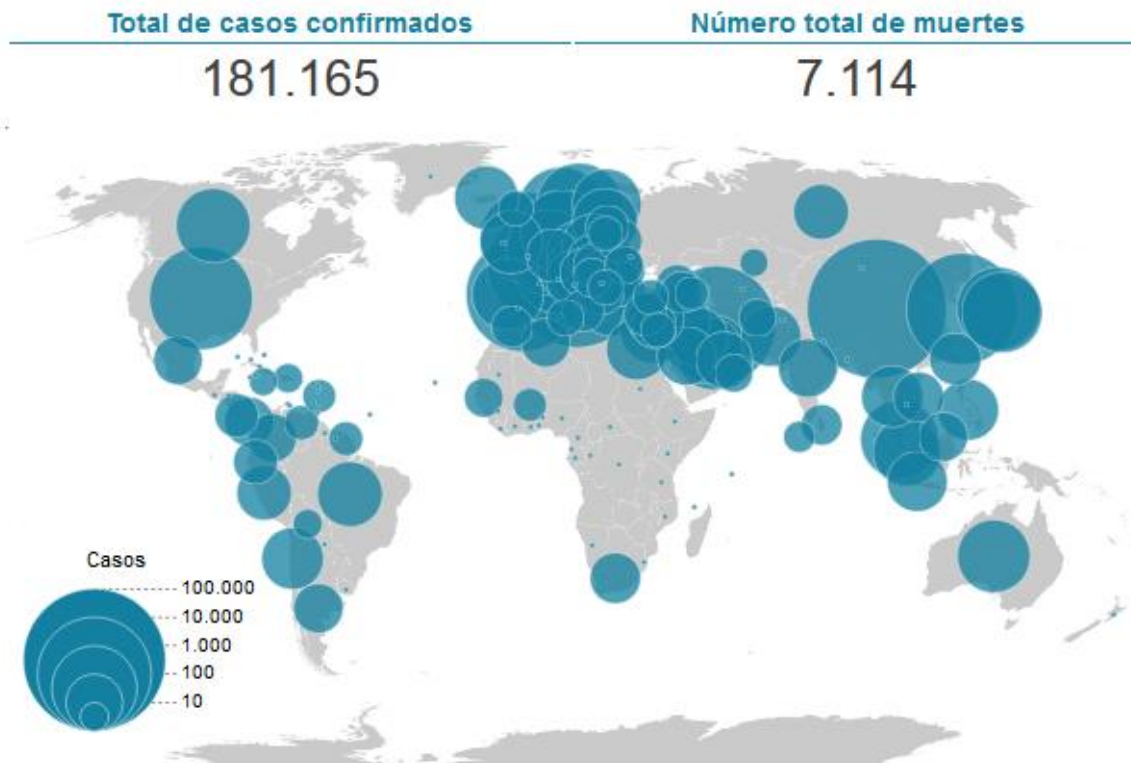 Total de casos confirmados
Número total de muertes
181.165
7.114
Casos
100.000
10.000
1.000
100
10